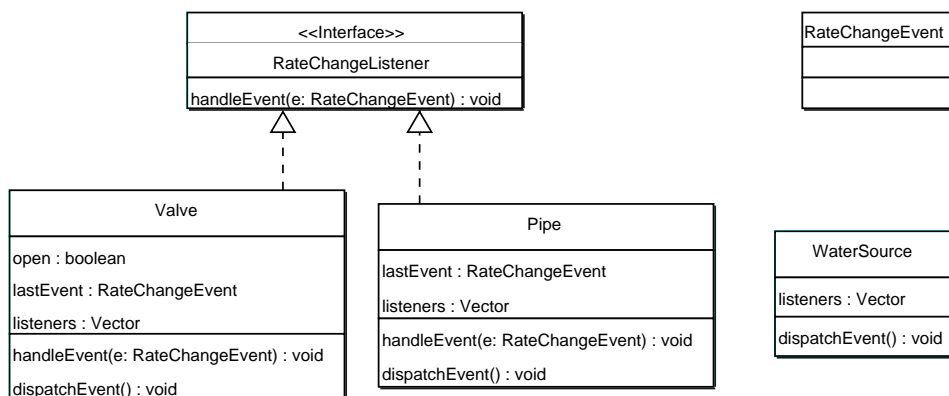 <<Interface>>
RateChangeListener
handleEvent(e: RateChangeEvent) : void
RateChangeEvent
Valve
open : boolean
lastEvent : RateChangeEvent
listeners : Vector
handleEvent(e: RateChangeEvent) : void
dispatchEvent() : void
Pipe
lastEvent : RateChangeEvent
listeners : Vector
handleEvent(e: RateChangeEvent) : void
dispatchEvent() : void
WaterSource
listeners : Vector
dispatchEvent() : void